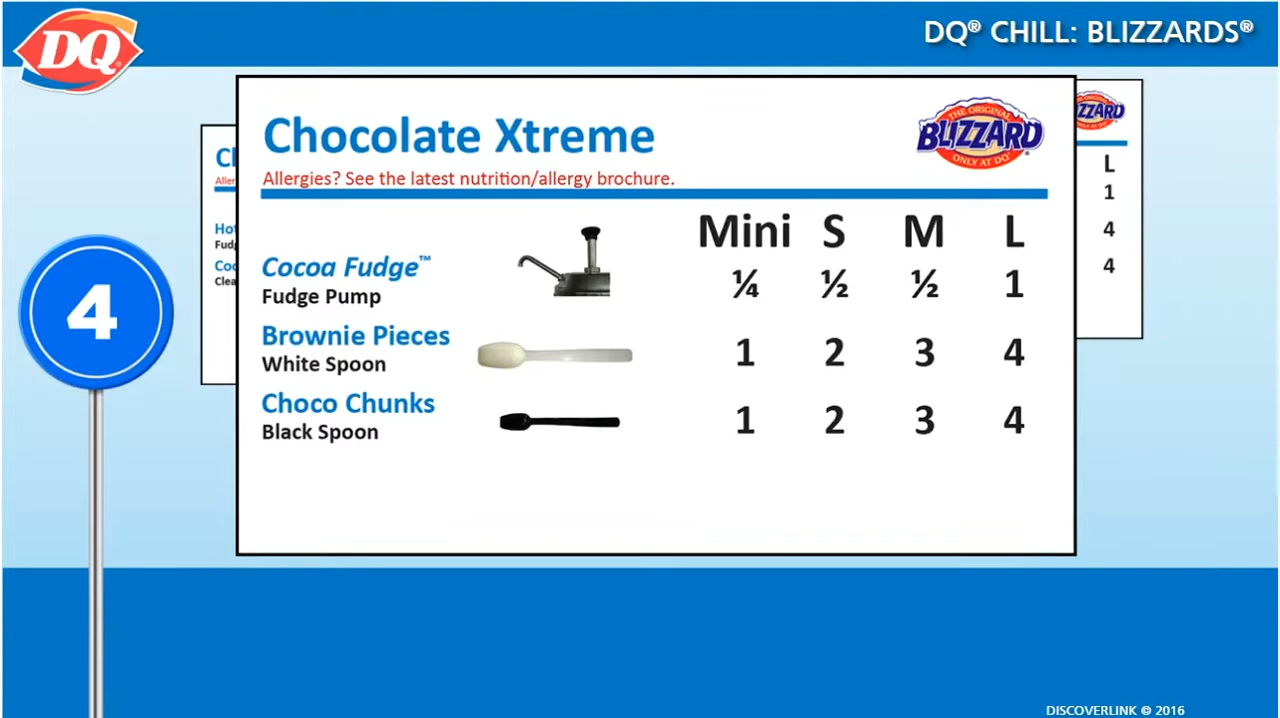 DQ
DQ® CHILL: BLIZZARDS®
Chocolate Xtreme
THE ORIGINAL
BLIZZARD®
ONLY AT DQ®
Allergies? See the latest nutrition/allergy brochure.
Mini S M L
Cocoa Fudge™
Fudge Pump
¼ ½ ½ 1
Brownie Pieces
White Spoon
1 2 3 4
Choco Chunks
Black Spoon
1 2 3 4
4
L
1
4
4
DISCOVERLINK © 2016